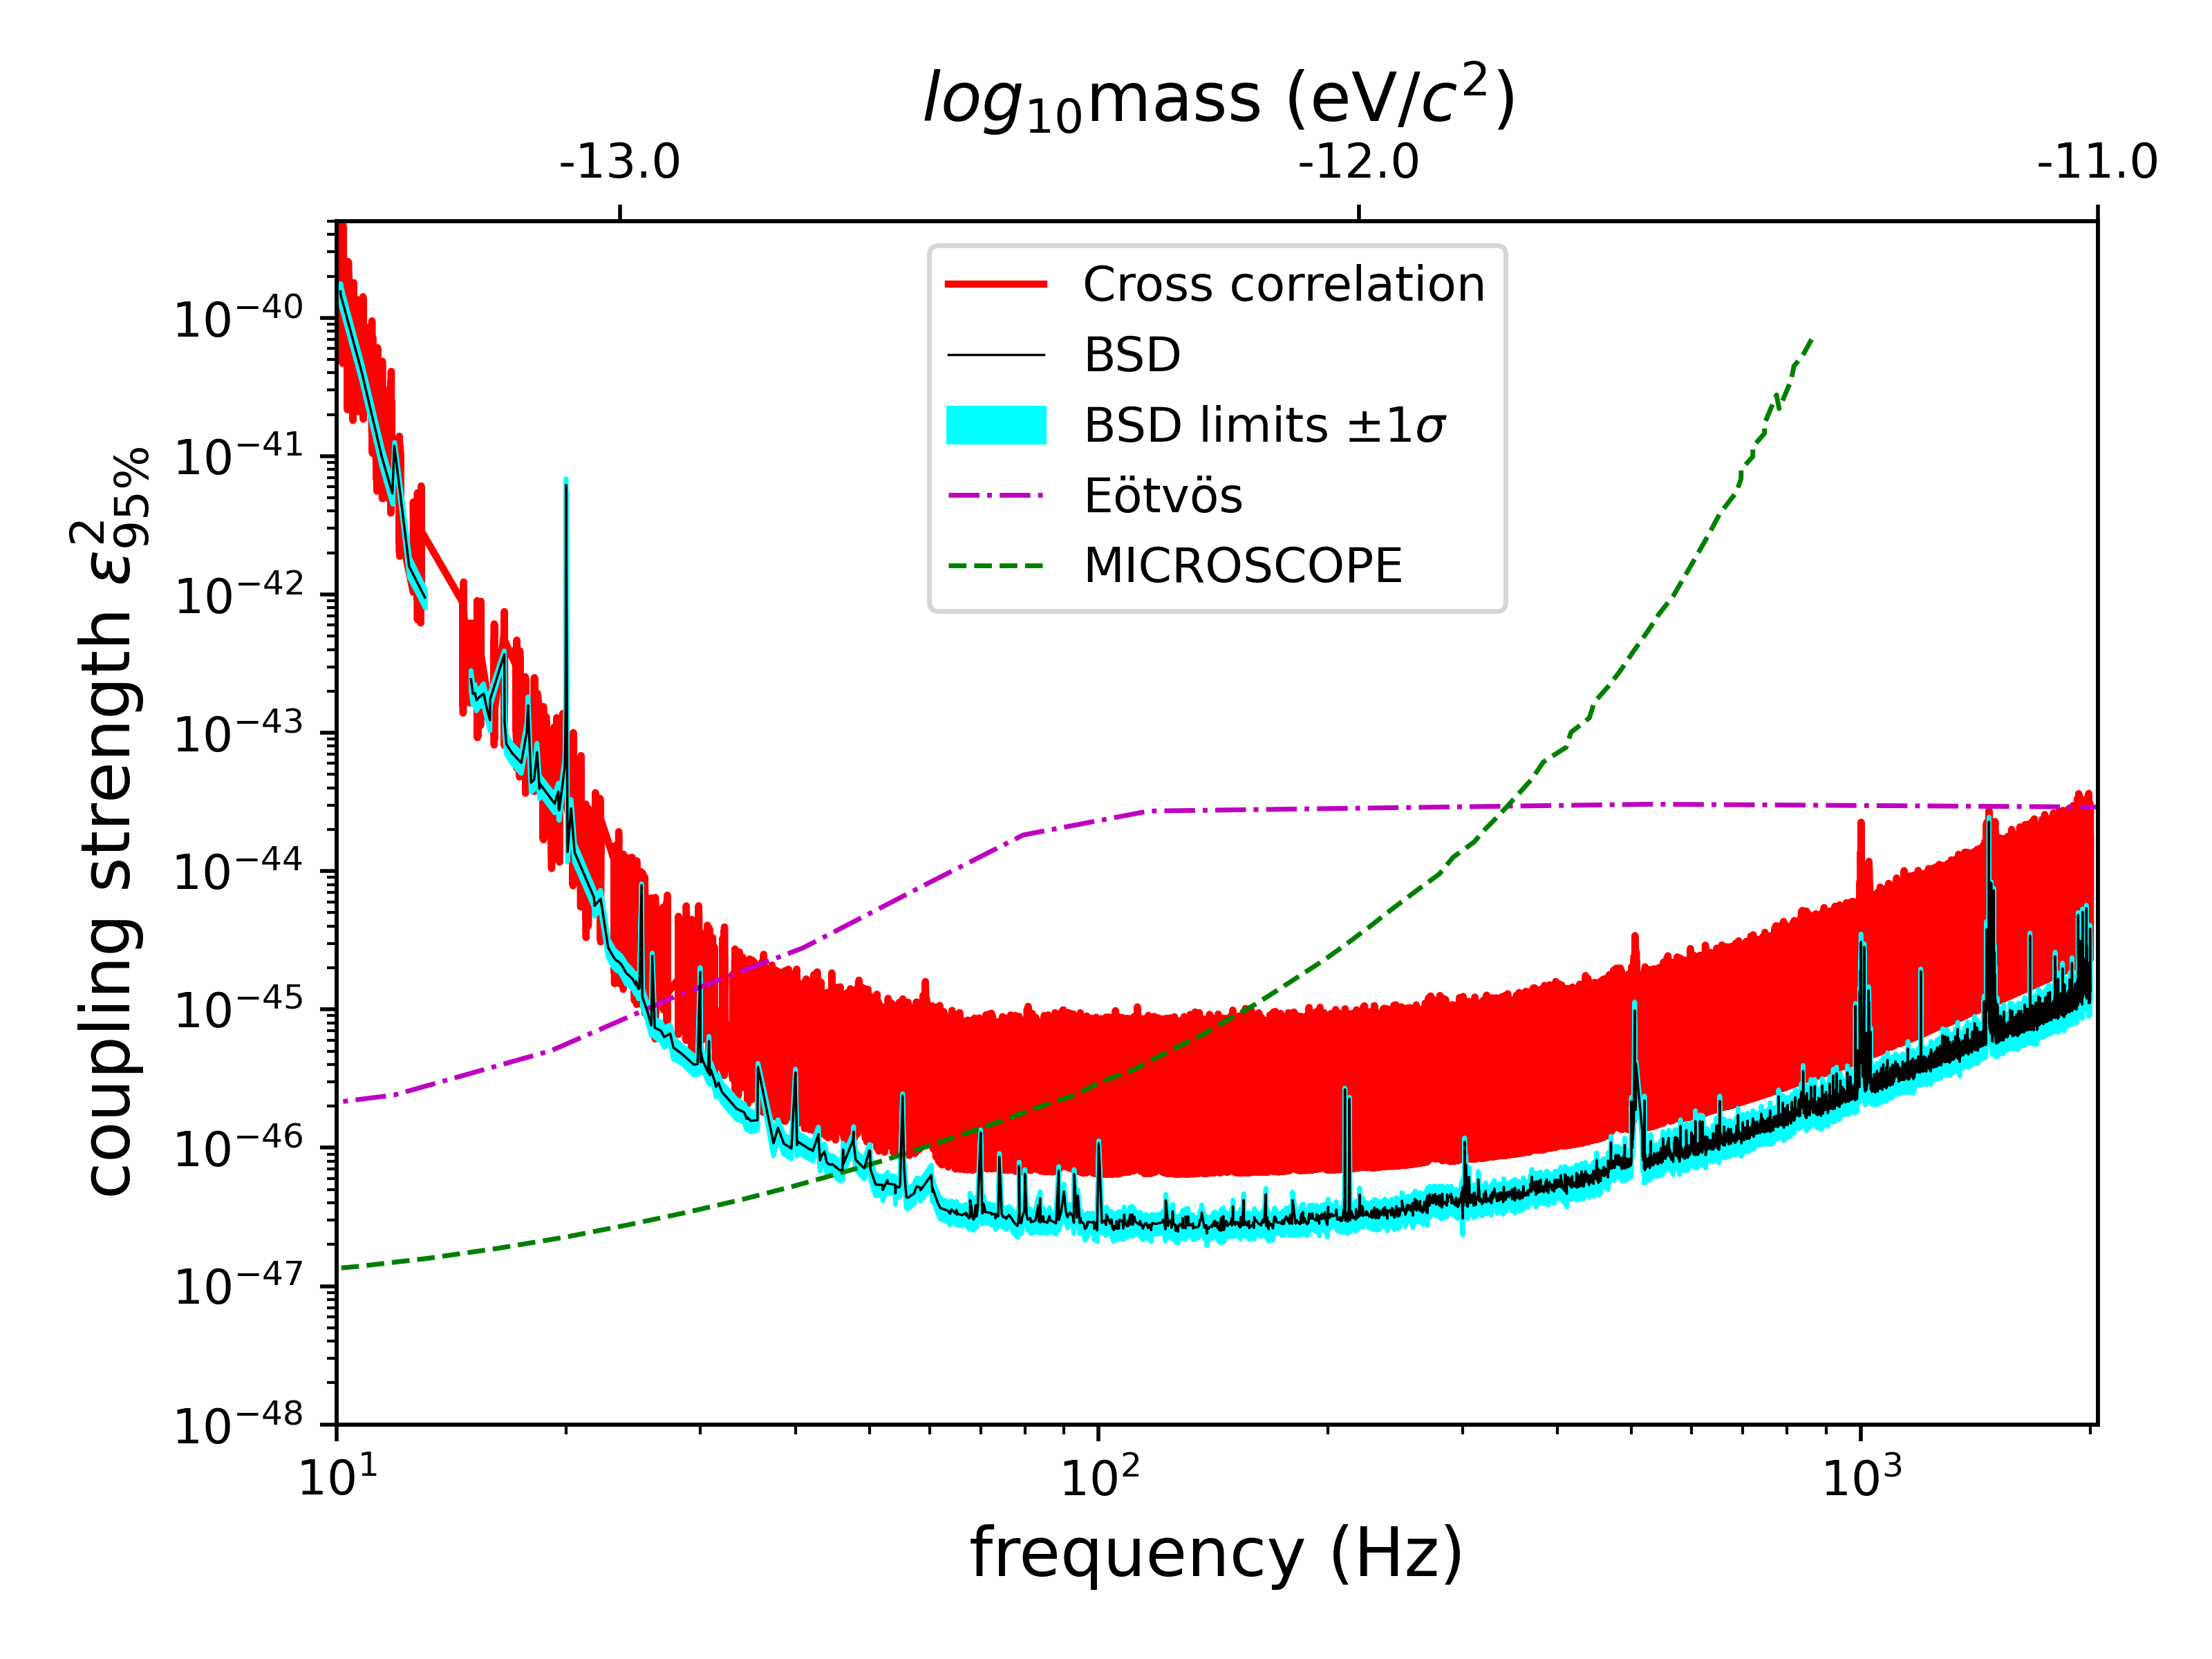 log₁₀mass (eV/c²)
-13.0 -12.0 -11.0
Cross correlation
BSD
BSD limits ±1σ
Eötvös
MICROSCOPE
coupling strength ε²₉₅%
10⁻⁴⁰
10⁻⁴¹
10⁻⁴²
10⁻⁴³
10⁻⁴⁴
10⁻⁴⁵
10⁻⁴⁶
10⁻⁴⁷
10⁻⁴⁸
10¹ 10² 10³
frequency (Hz)